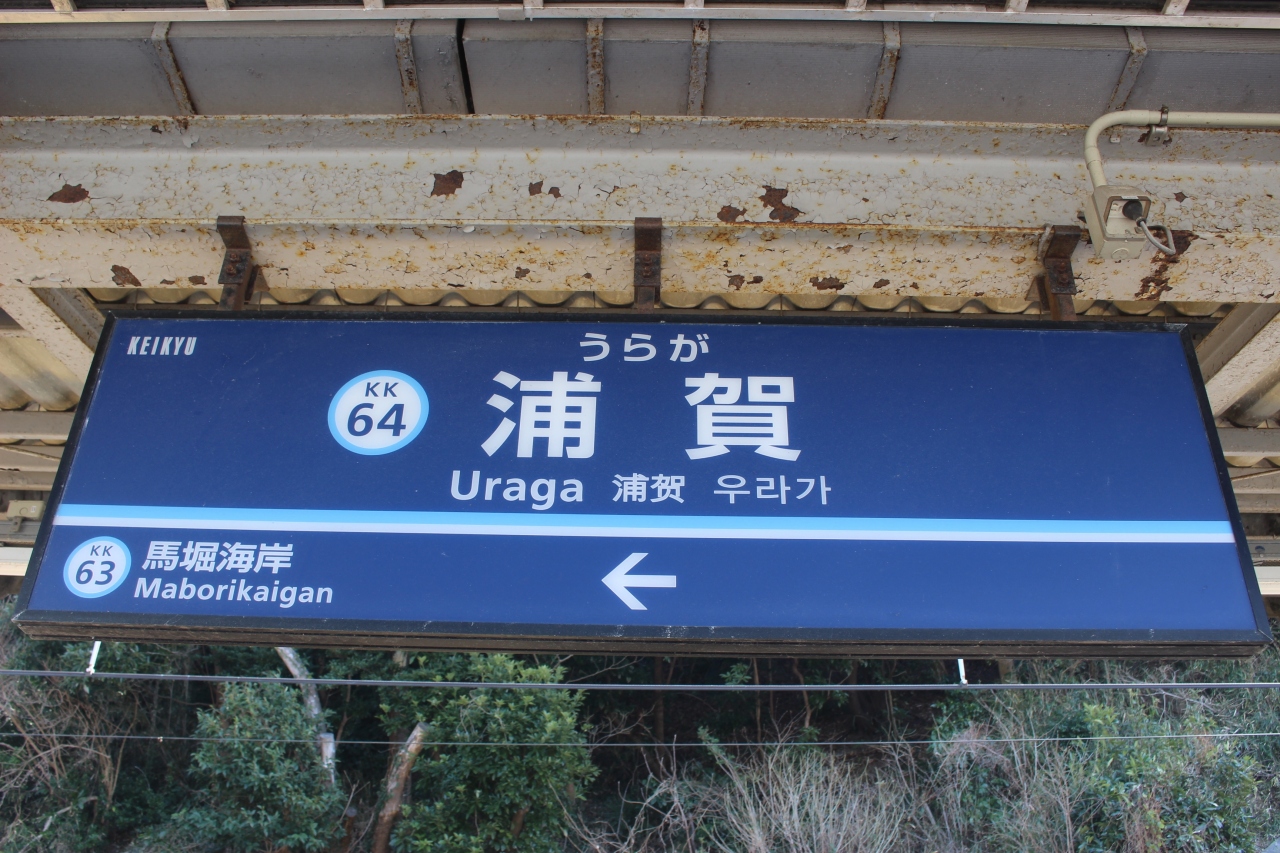 KEIKYU
うらが
KK
64
浦賀
Uraga 浦贺 우라가
KK
63
馬堀海岸
Maborikaigan
←